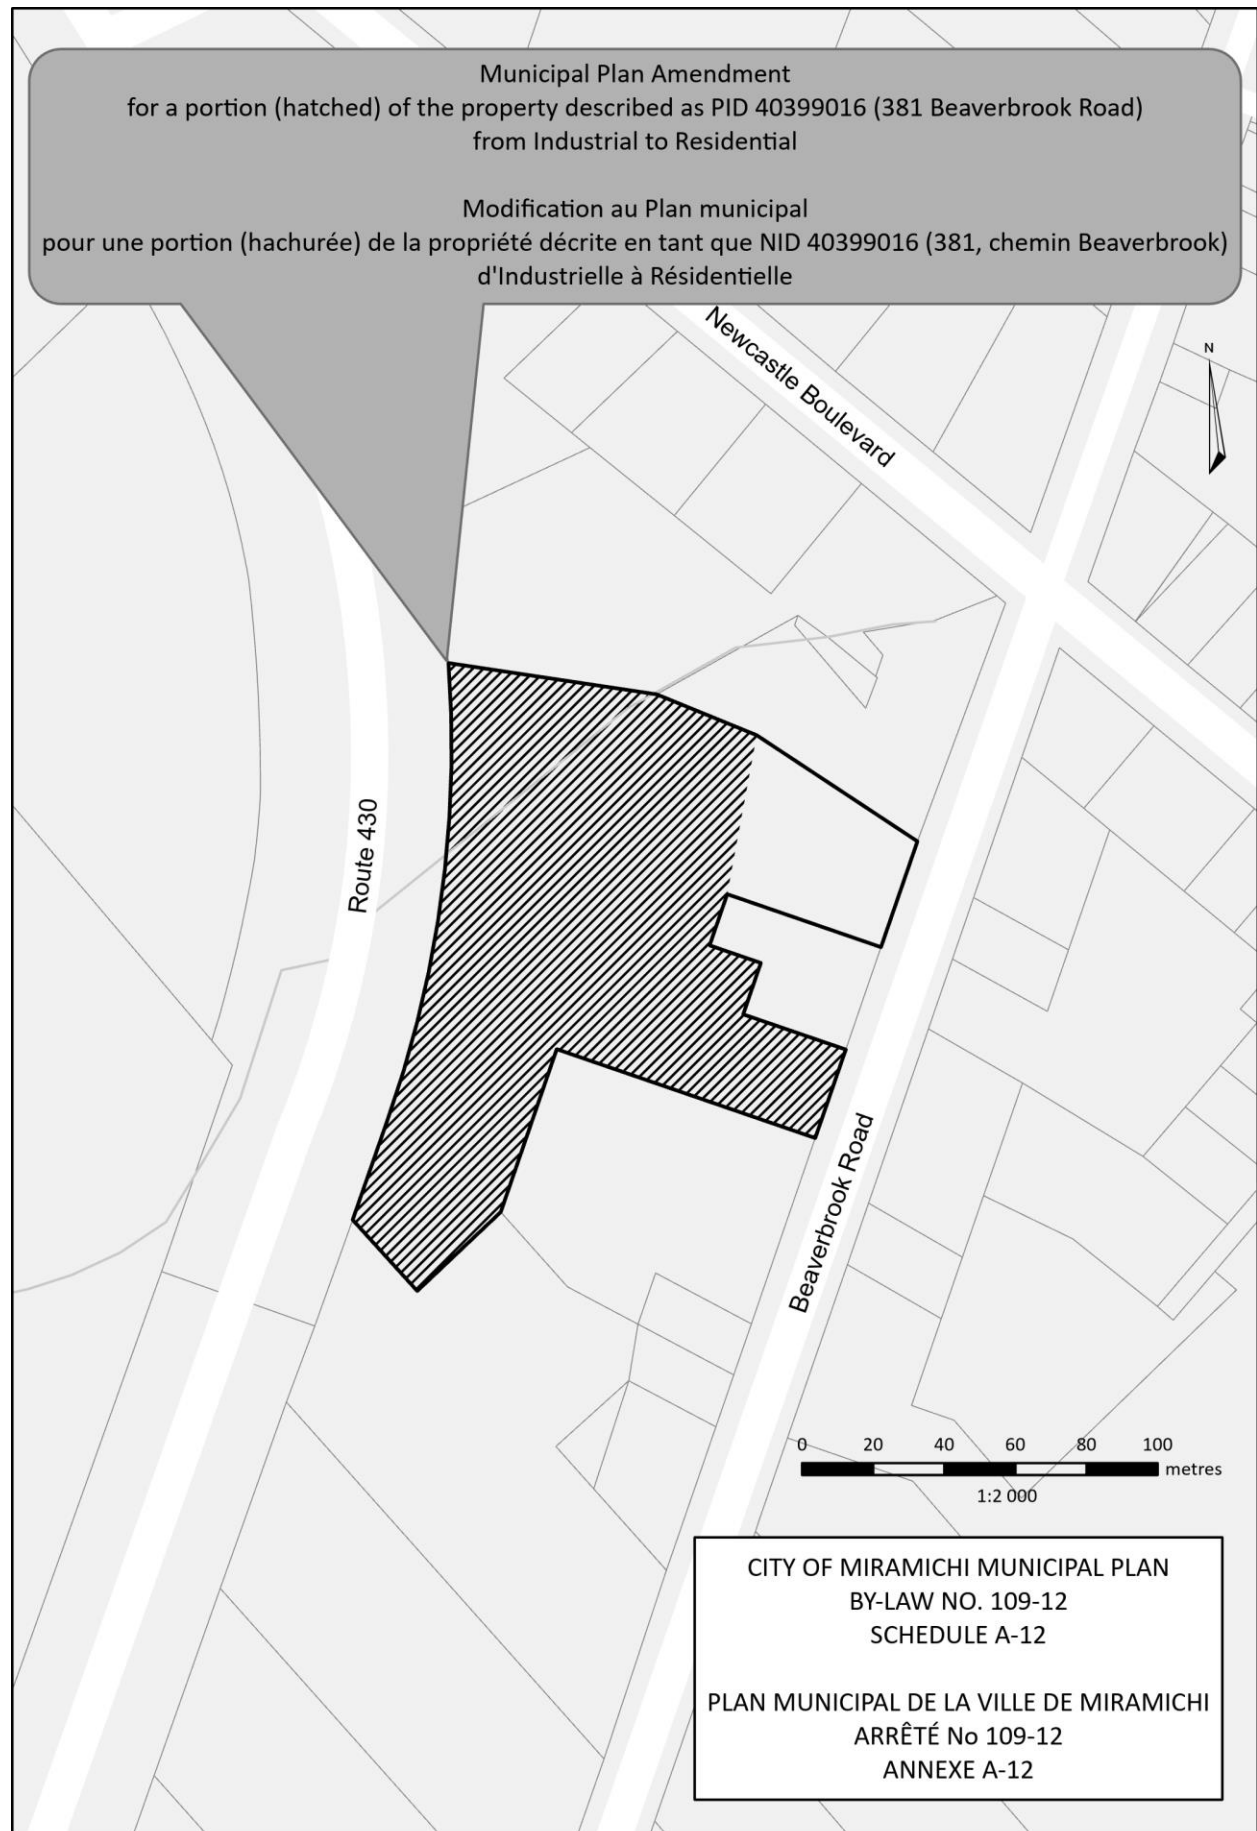 Municipal Plan Amendment
for a portion (hatched) of the property described as PID 40399016 (381 Beaverbrook Road)
from Industrial to Residential
Modification au Plan municipal
pour une portion (hachurée) de la propriété décrite en tant que NID 40399016 (381, chemin Beaverbrook)
d'Industrielle à Résidentielle
Newcastle Boulevard
N
Route 430
Beaverbrook Road
0 20 40 60 80 100
metres
1:2 000
CITY OF MIRAMICHI MUNICIPAL PLAN
BY-LAW NO. 109-12
SCHEDULE A-12
PLAN MUNICIPAL DE LA VILLE DE MIRAMICHI
ARRÊTÉ No 109-12
ANNEXE A-12